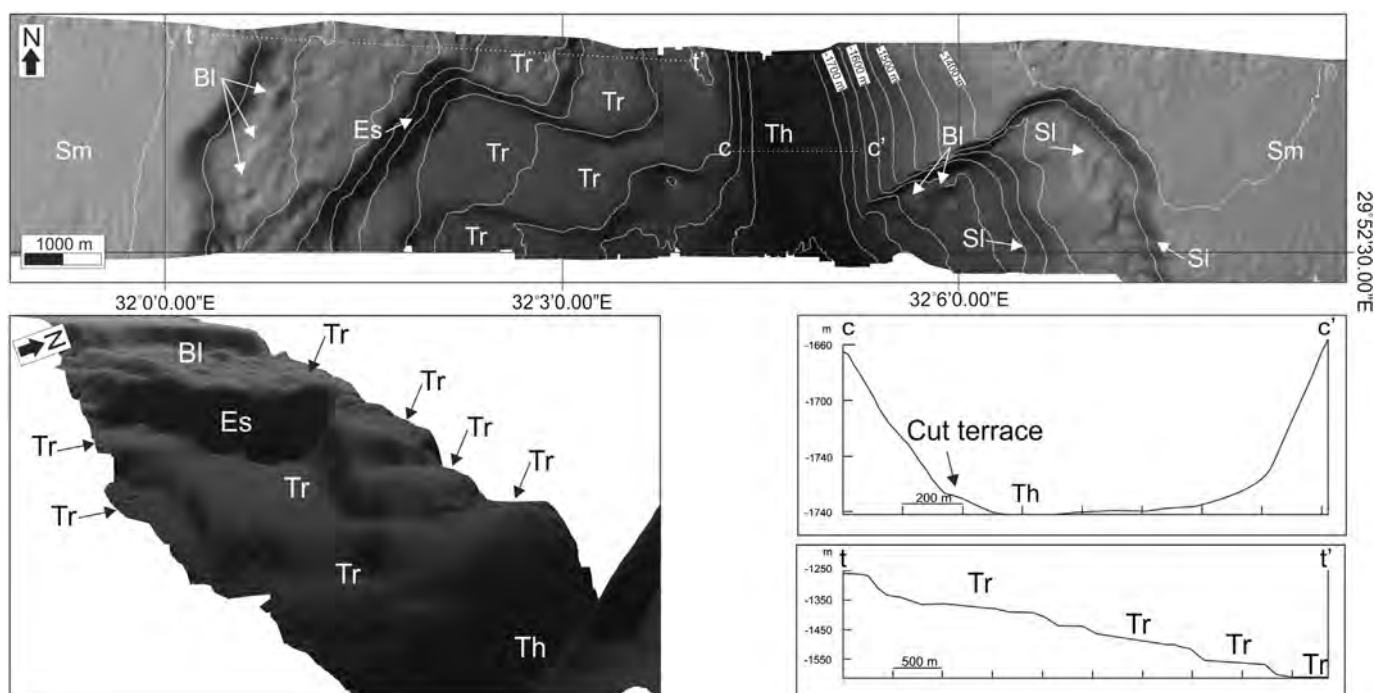 N
t
Bl
Tr
t'
-1700 m
-1600 m
-1500 m
-1400 m
Sm
Es
Tr
Tr
Tr
Tr
Th
c
c'
Bl
Sl
Sl
Sl
Sm
1000 m
29°52'30.00"E
32°0'0.00"E
32°3'0.00"E
32°6'0.00"E
N
Bl
Tr
Tr
Es
Tr
Tr
Tr
Tr
Tr
Tr
Th
m
c
c'
-1660
-1700
-1740
-1740
Cut terrace
200 m
Th
m
t
t'
-1250
-1350
-1450
-1550
Tr
Tr
Tr
Tr
500 m